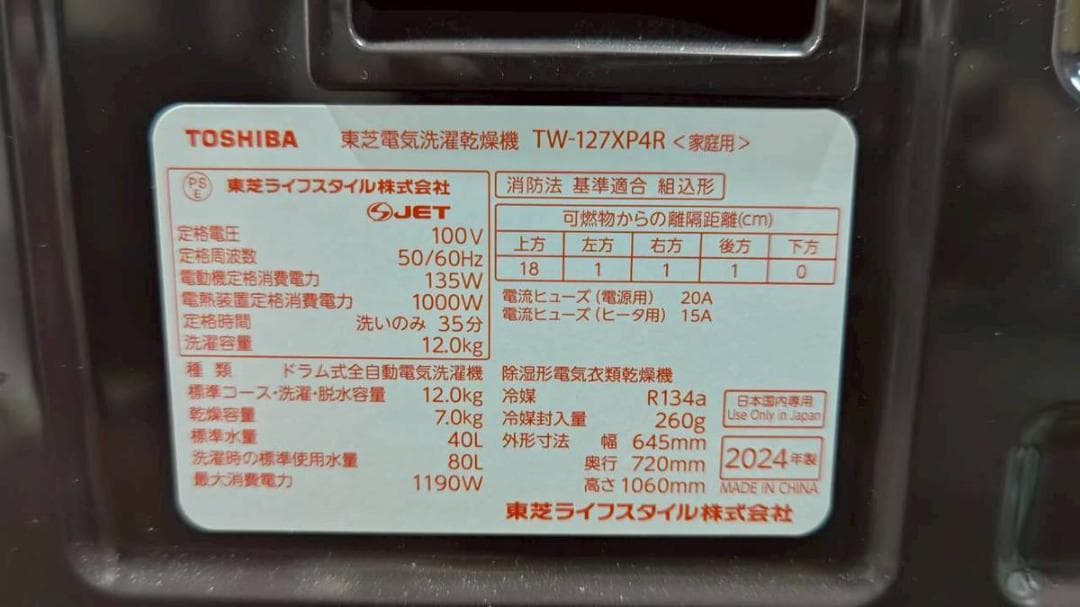 TOSHIBA 東芝電気洗濯乾燥機 TW-127XP4R <家庭用>
PS E 東芝ライフスタイル株式会社
JET
定格電圧 100V
定格周波数 50/60Hz
電動機定格消費電力 135W
電熱装置定格消費電力 1000W
定格時間 洗いのみ 35分
洗濯容量 12.0kg
消防法 基準適合 組込形
可燃物からの離隔距離(cm)
上方 左方 右方 後方 下方
18 1 1 1 0
電流ヒューズ(電源用) 20A
電流ヒューズ(ヒータ用) 15A
種類 ドラム式全自動電気洗濯機
標準コース・洗濯・脱水容量 12.0kg
乾燥容量 7.0kg
標準水量 40L
洗濯時の標準使用水量 80L
最大消費電力 1190W
除湿形電気衣類乾燥機
冷媒 R134a
冷媒封入量 260g
外形寸法 幅 645mm
奥行 720mm
高さ 1060mm
日本国内専用
Use Only in Japan
2024年製
MADE IN CHINA
東芝ライフスタイル株式会社